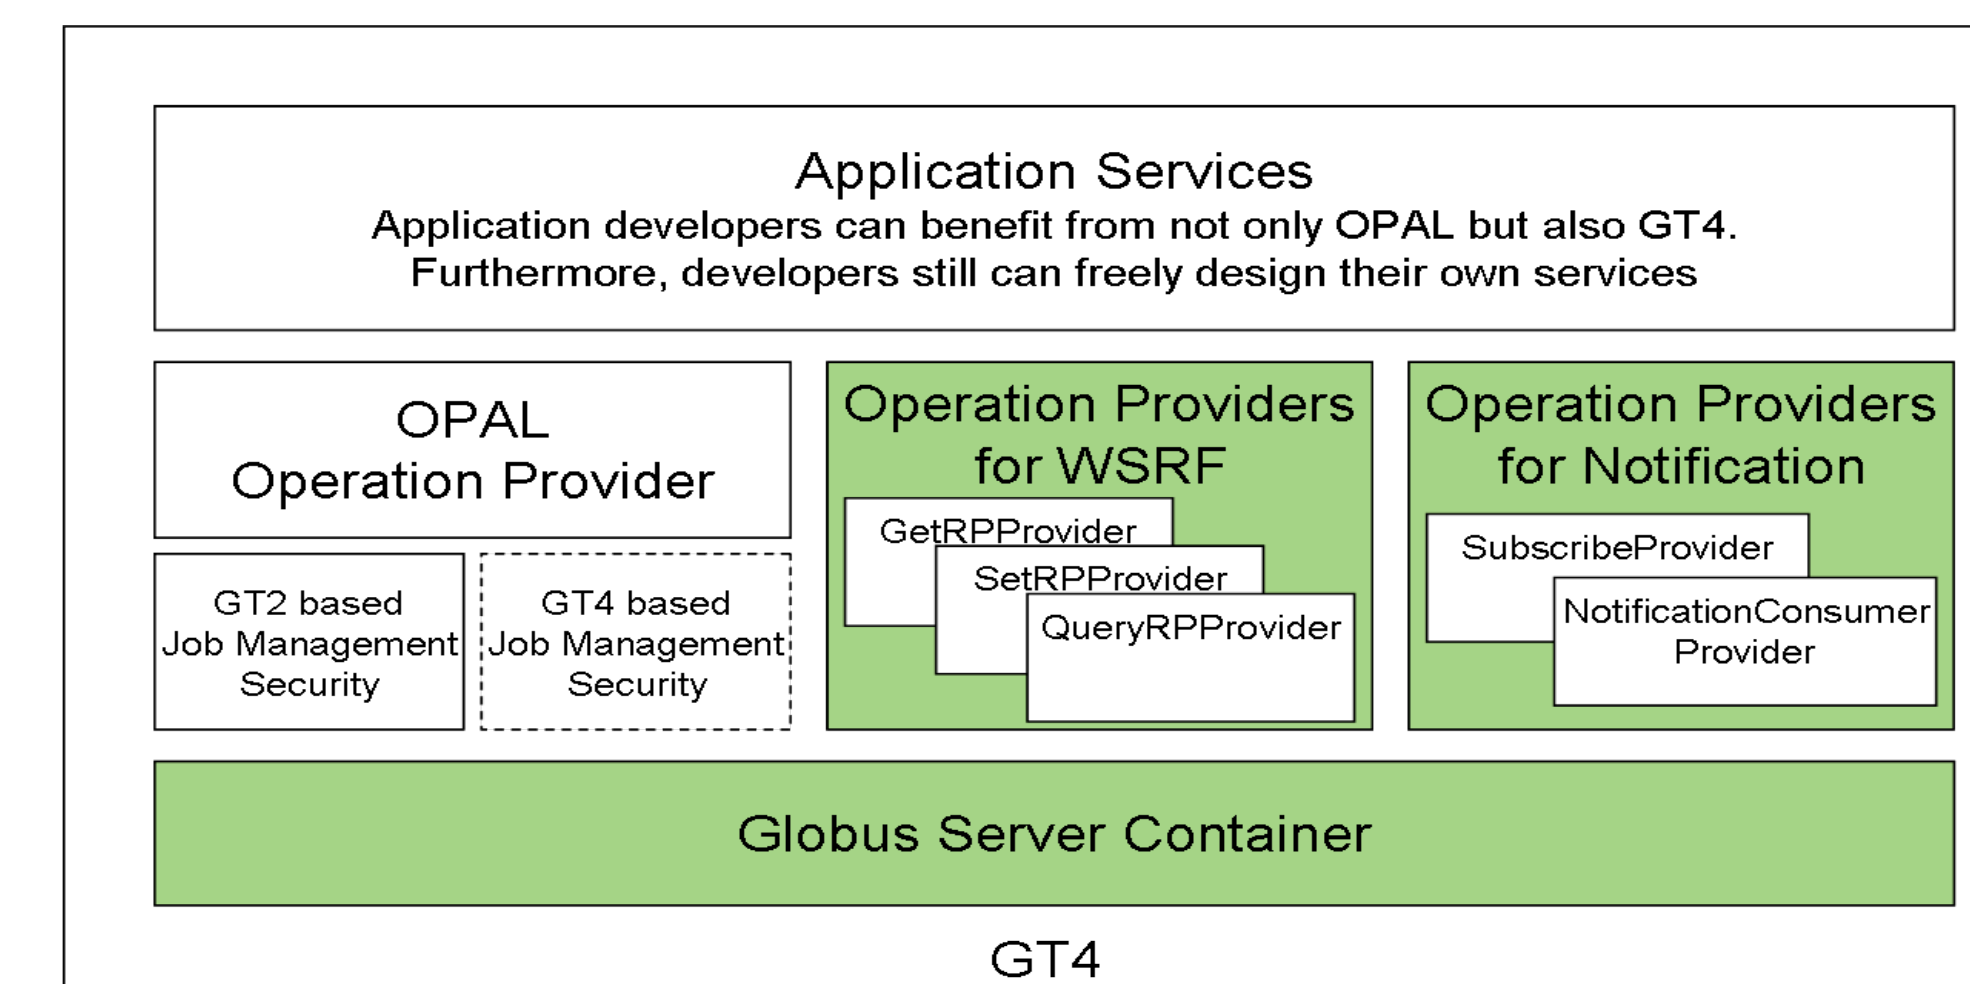 Application Services
Application developers can benefit from not only OPAL but also GT4.
Furthermore, developers still can freely design their own services
OPAL
Operation Provider
GT2 based
Job Management
Security
GT4 based
Job Management
Security
Operation Providers
for WSRF
GetRPProvider
SetRPProvider
QueryRPProvider
Operation Providers
for Notification
SubscribeProvider
NotificationConsumer
Provider
Globus Server Container
GT4